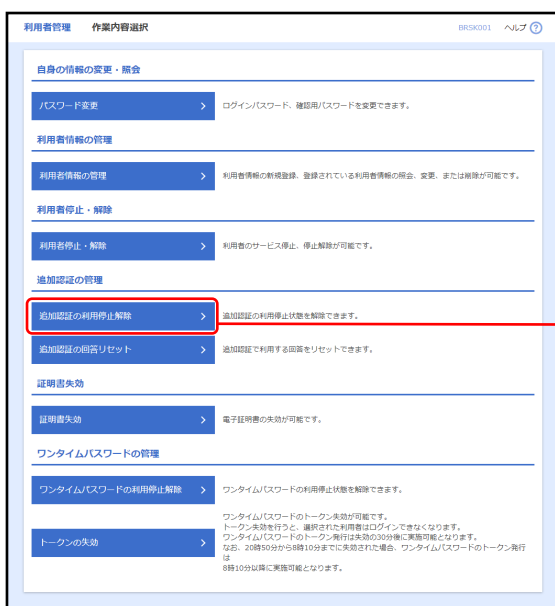 利用者管理 作業内容選択 BRSK001 ヘルプ ?
自身の情報の変更・照会
パスワード変更 ログインパスワード、確認用パスワードを変更できます。
利用者情報の管理
利用者情報の管理 利用者情報の新規登録、登録されている利用者情報の照会、変更、または削除が可能です。
利用者停止・解除
利用者停止・解除 利用者のサービス停止、停止解除が可能です。
追加認証の管理
追加認証の利用停止解除 追加認証の利用停止状態を解除できます。
追加認証の回答リセット 追加認証で利用する回答をリセットできます。
証明書失効
証明書失効 電子証明書の失効が可能です。
ワンタイムパスワードの管理
ワンタイムパスワードの利用停止解除 ワンタイムパスワードの利用停止状態を解除できます。
トークンの失効
ワンタイムパスワードのトークン失効が可能です。
トークン失効を行うと、選択された利用者はログインできなくなります。
ワンタイムパスワードのトークン発行は失効の30分後に実施可能となります。
なお、20時50分から8時10分までに失効された場合、ワンタイムパスワードのトークン発行
は
8時10分以降に実施可能となります。